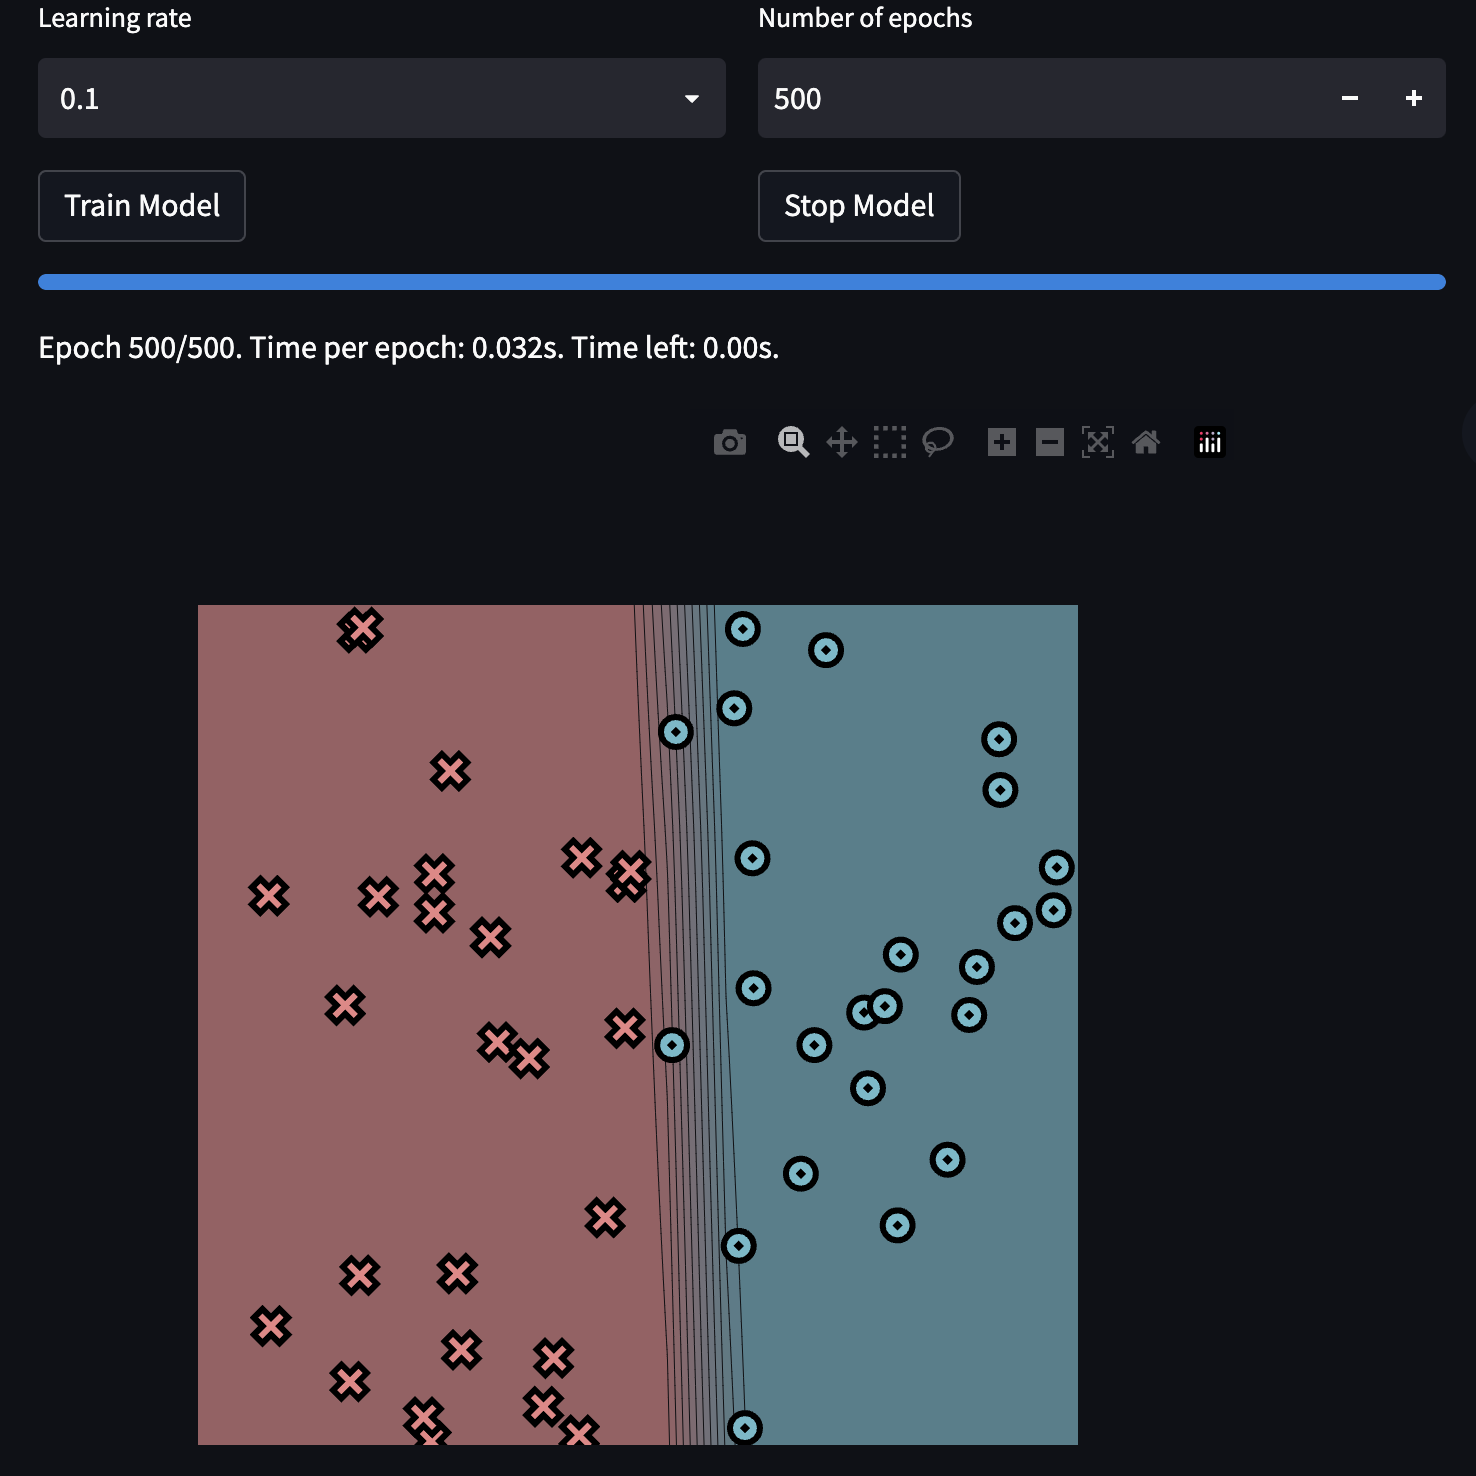 Learning rate
Number of epochs
0.1
500
Train Model
Stop Model
Epoch 500/500. Time per epoch: 0.032s. Time left: 0.00s.